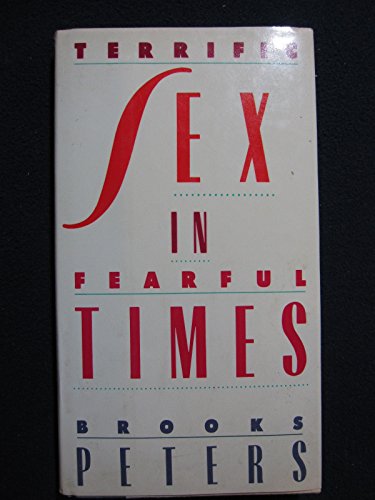 TERRIFIC
SEX
IN
FEARFUL
TIMES
BROOKS
PETERS